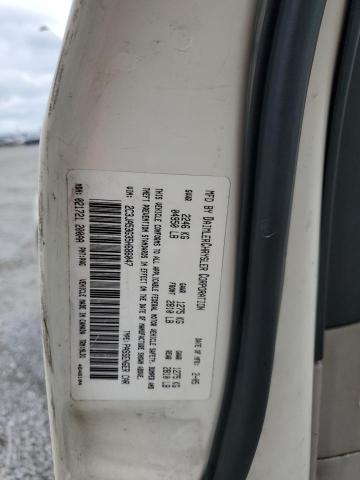 MFD BY DAIMLERCHRYSLER CORPORATION
DATE OF MFR 2-05
GVWR 2246 KG 04950 LB
GAWR FRONT 1275 KG 2810 LB
GAWR REAR 1275 KG 2810 LB
THIS VEHICLE CONFORMS TO ALL APPLICABLE FEDERAL MOTOR VEHICLE SAFETY, BUMPER AND
THEFT PREVENTION STANDARDS IN EFFECT ON THE DATE OF MANUFACTURE SHOWN ABOVE.
VIN: TYPE: PASSENGER CAR
MDH: 021721 200AA
VEHICLE MADE IN CANADA